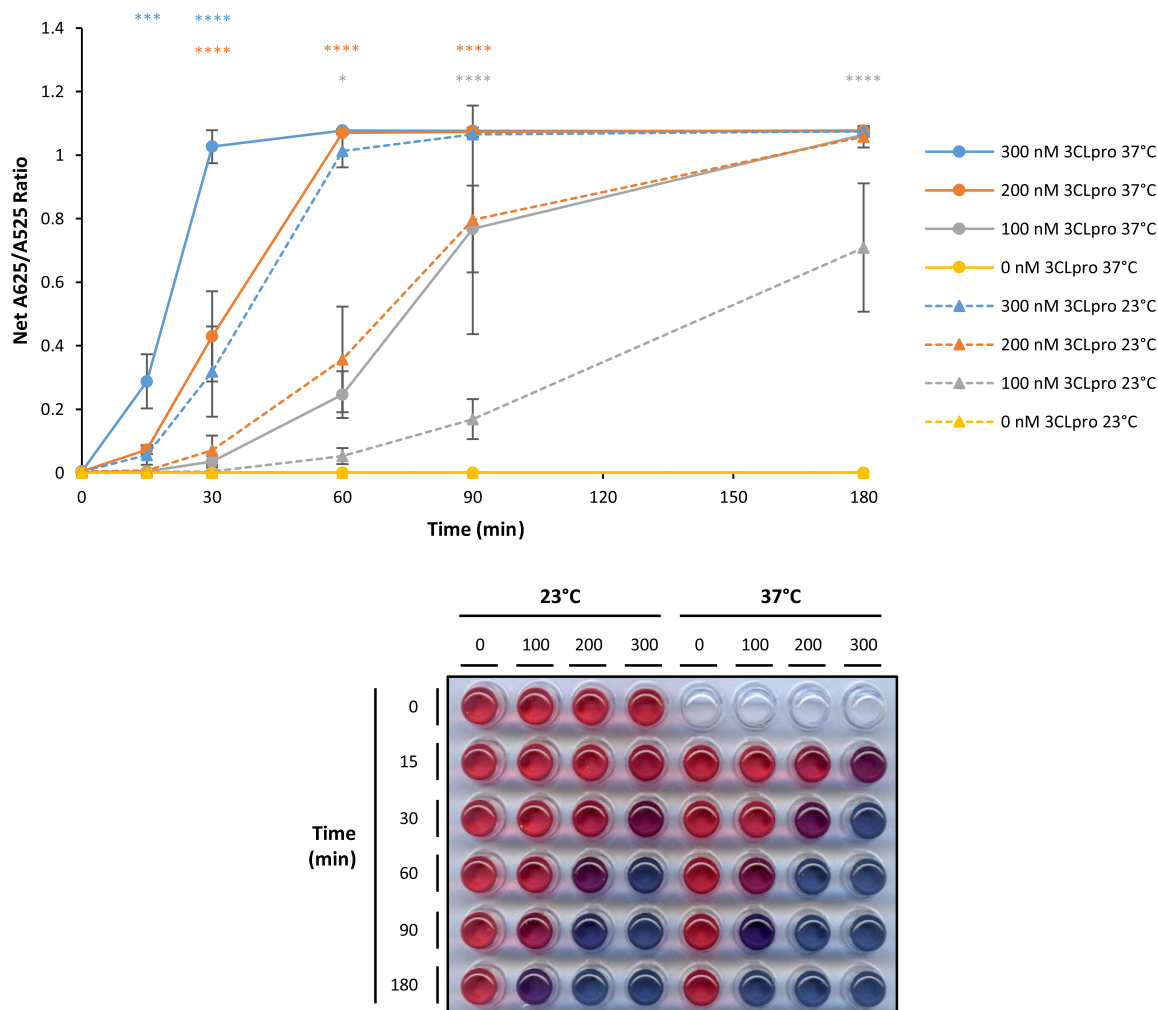 *** ****
1.4
**** **** ****
* **** ****
1.2
1
0.8
0.6
0.4
0.2
0
Net A625/A525 Ratio
0 30 60 90 120 150 180
Time (min)
300 nM 3CLpro 37°C
200 nM 3CLpro 37°C
100 nM 3CLpro 37°C
0 nM 3CLpro 37°C
300 nM 3CLpro 23°C
200 nM 3CLpro 23°C
100 nM 3CLpro 23°C
0 nM 3CLpro 23°C
23°C 37°C
0 100 200 300 0 100 200 300
Time
(min)
0
15
30
60
90
180